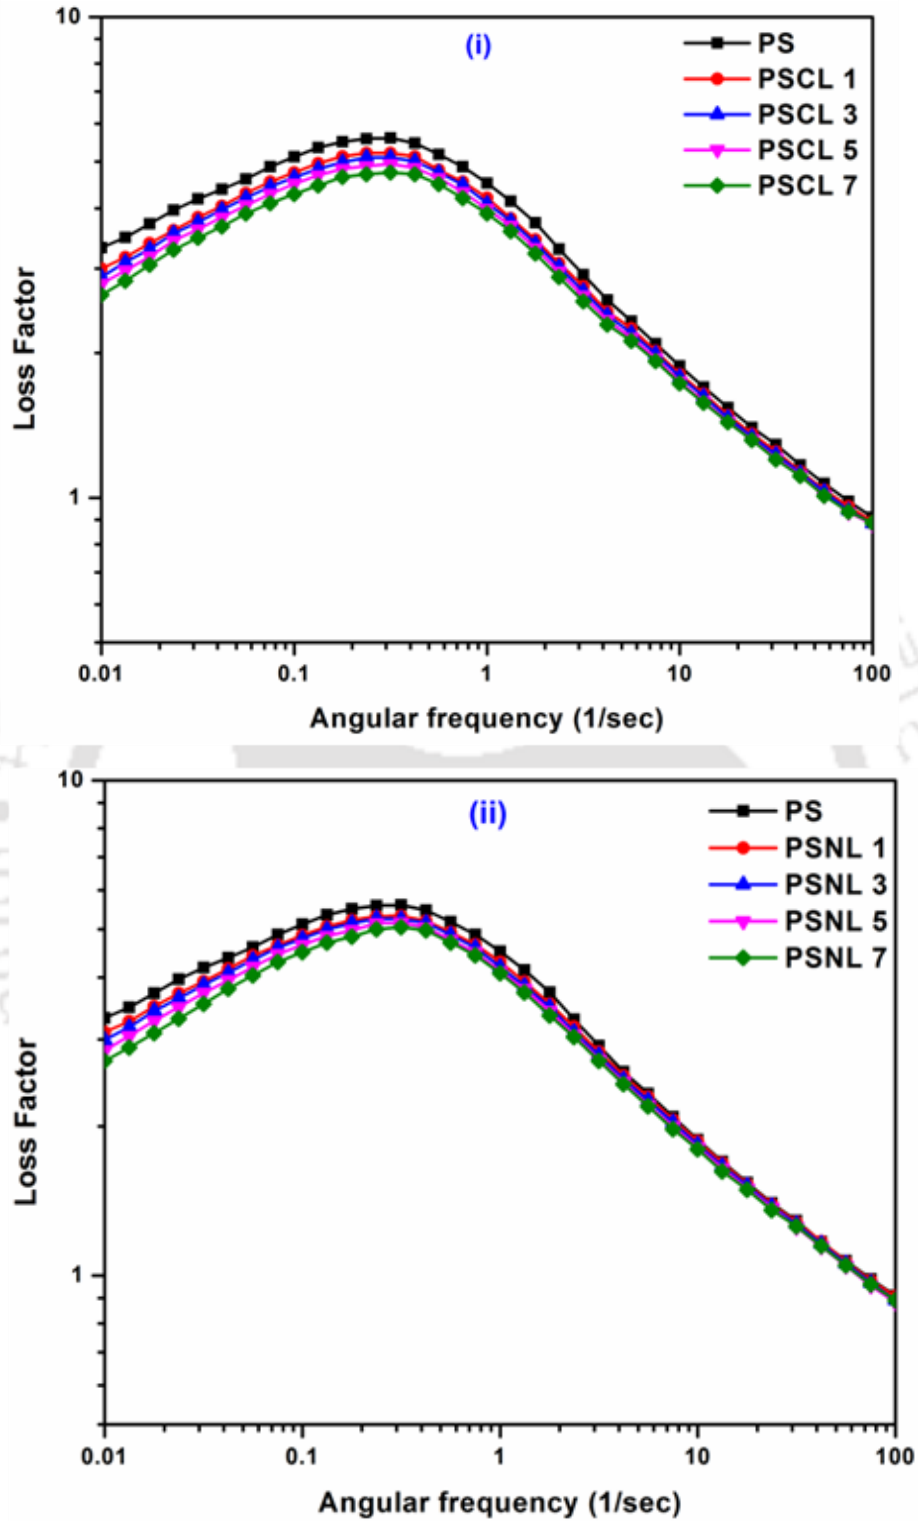 10
(i)
PS
PSCL 1
PSCL 3
PSCL 5
PSCL 7
Loss Factor
1
0.01 0.1 1 10 100
Angular frequency (1/sec)
10
(ii)
PS
PSNL 1
PSNL 3
PSNL 5
PSNL 7
Loss Factor
1
0.01 0.1 1 10 100
Angular frequency (1/sec)